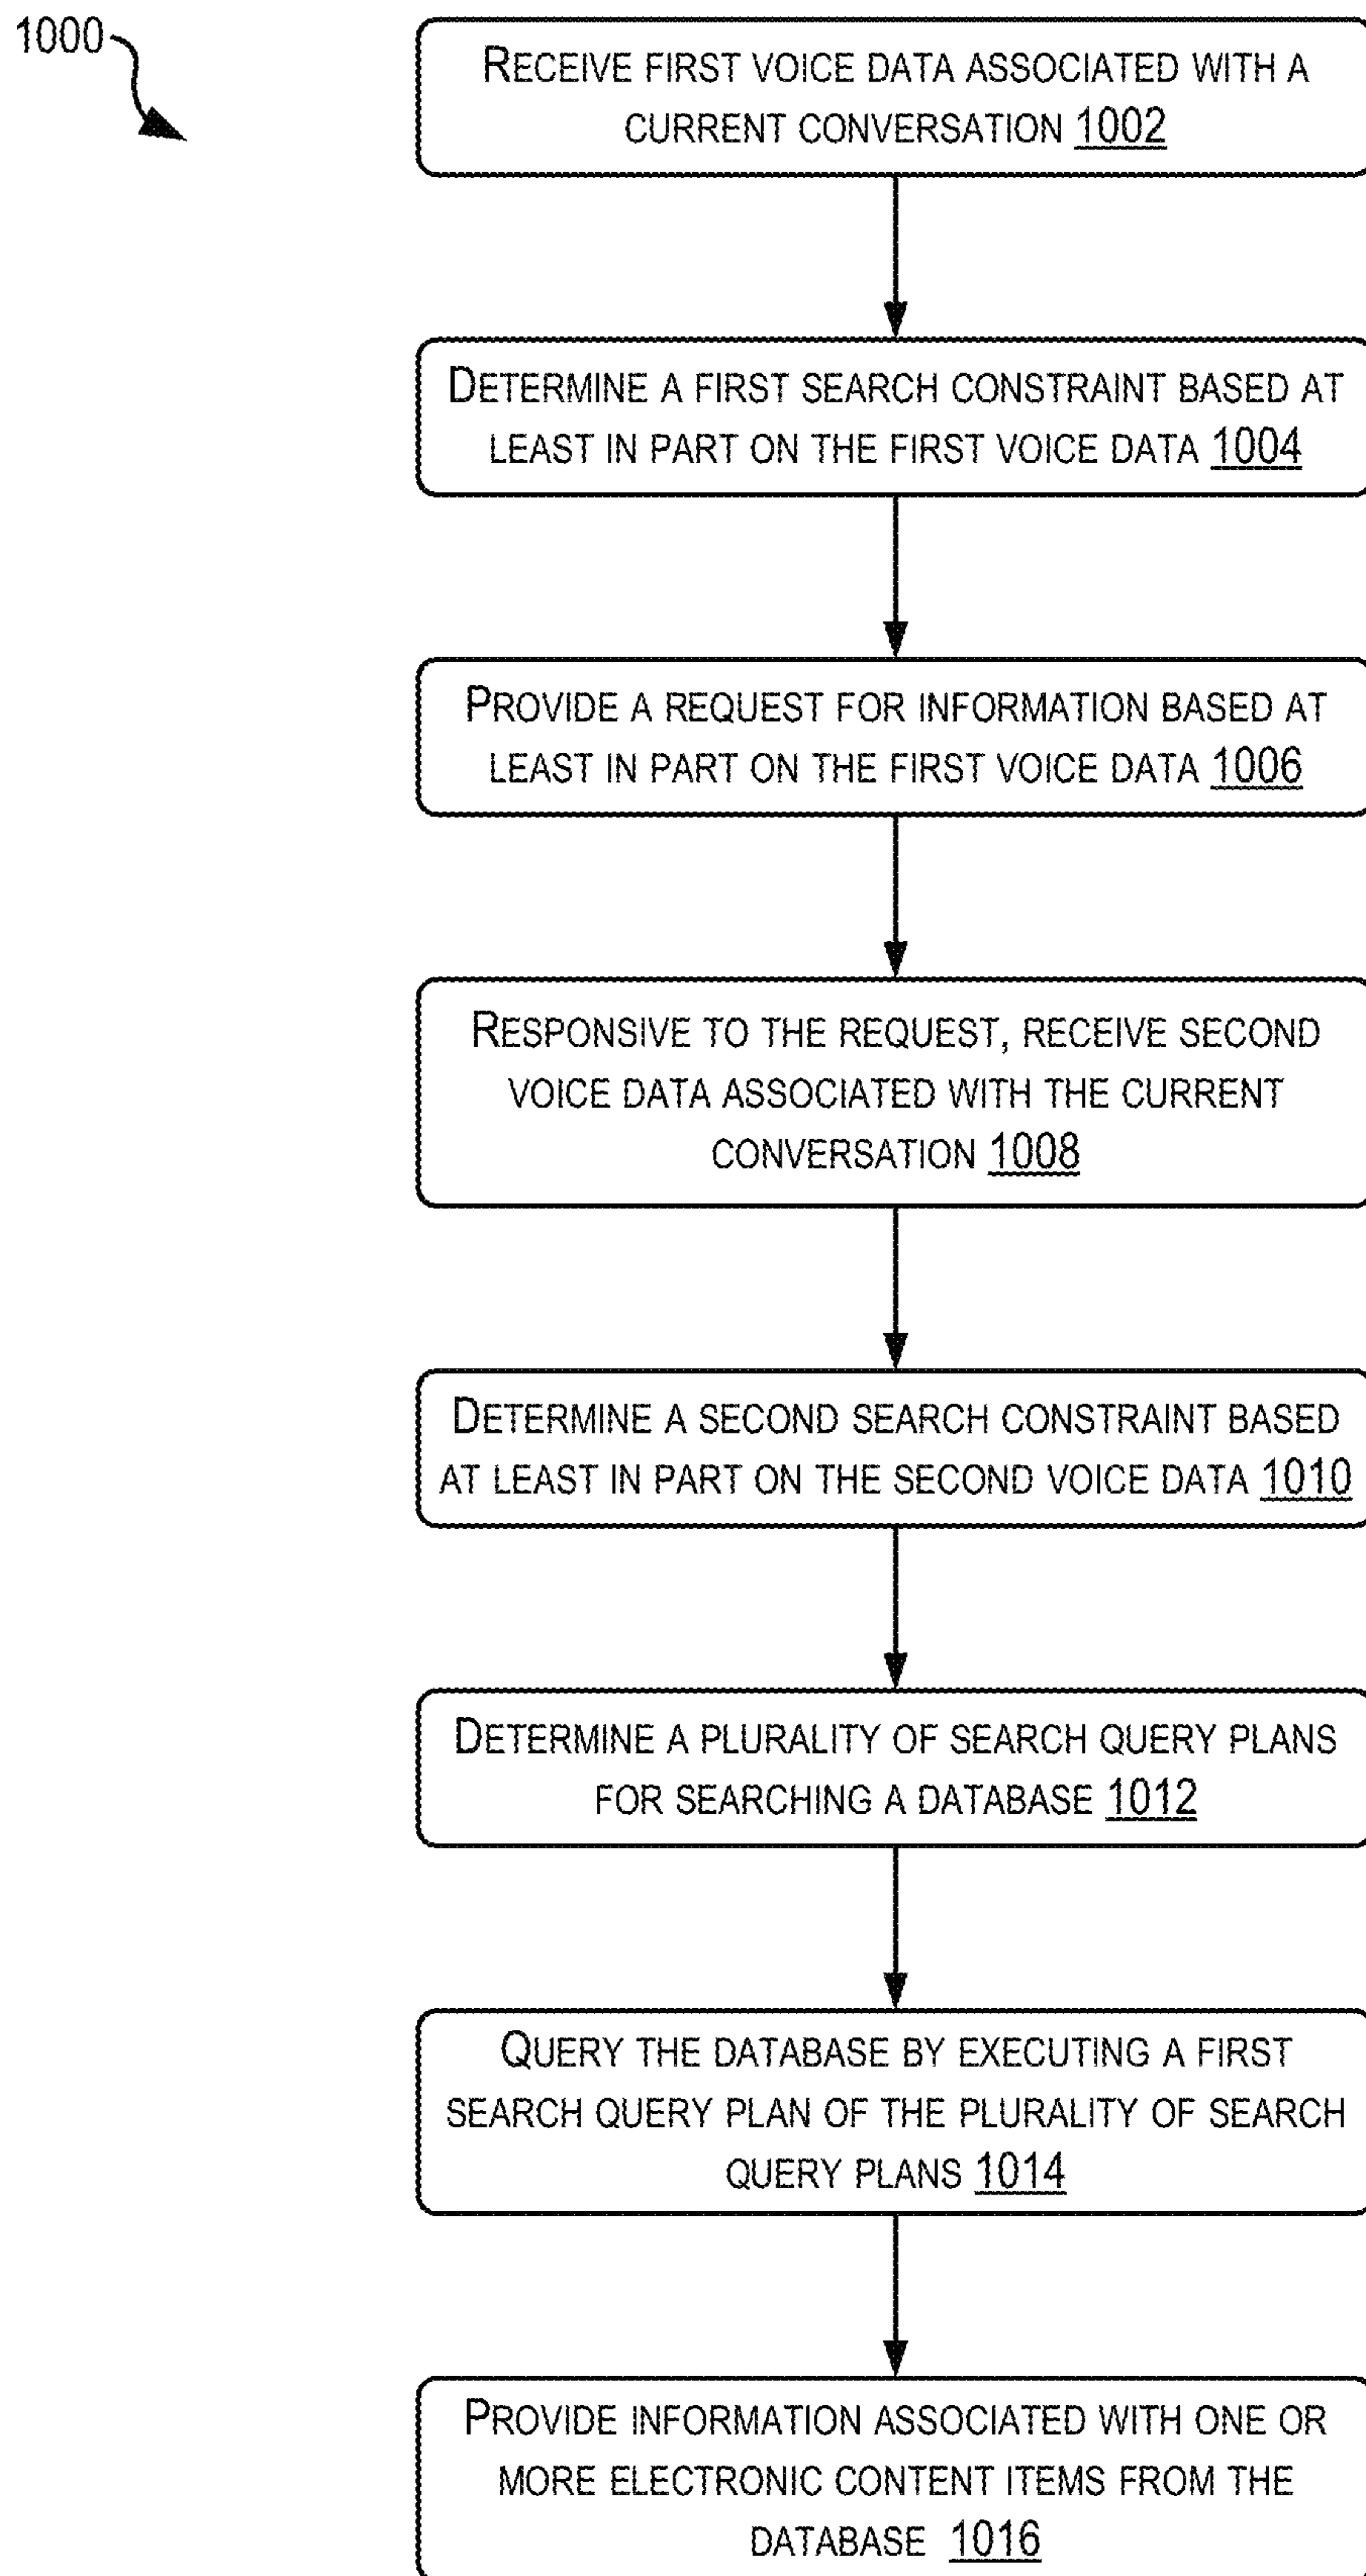 1000
RECEIVE FIRST VOICE DATA ASSOCIATED WITH A
CURRENT CONVERSATION 1002
DETERMINE A FIRST SEARCH CONSTRAINT BASED AT
LEAST IN PART ON THE FIRST VOICE DATA 1004
PROVIDE A REQUEST FOR INFORMATION BASED AT
LEAST IN PART ON THE FIRST VOICE DATA 1006
RESPONSIVE TO THE REQUEST, RECEIVE SECOND
VOICE DATA ASSOCIATED WITH THE CURRENT
CONVERSATION 1008
DETERMINE A SECOND SEARCH CONSTRAINT BASED
AT LEAST IN PART ON THE SECOND VOICE DATA 1010
DETERMINE A PLURALITY OF SEARCH QUERY PLANS
FOR SEARCHING A DATABASE 1012
QUERY THE DATABASE BY EXECUTING A FIRST
SEARCH QUERY PLAN OF THE PLURALITY OF SEARCH
QUERY PLANS 1014
PROVIDE INFORMATION ASSOCIATED WITH ONE OR
MORE ELECTRONIC CONTENT ITEMS FROM THE
DATABASE 1016